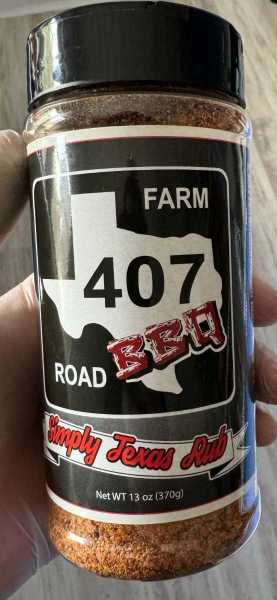 FARM
407
BBQ
ROAD
Simply Texas Rub
Net WT 13 oz (370g)